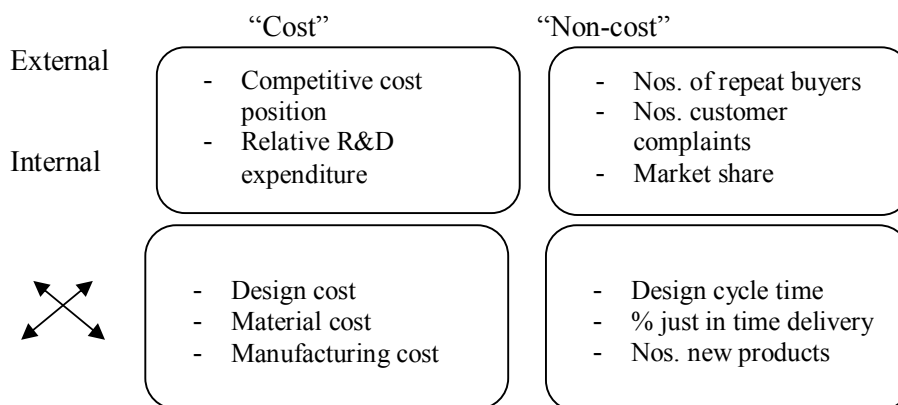 “Cost”
“Non-cost”
External
Internal
- Competitive cost
position
- Relative R&D
expenditure
- Nos. of repeat buyers
- Nos. customer
complaints
- Market share
- Design cost
- Material cost
- Manufacturing cost
- Design cycle time
- % just in time delivery
- Nos. new products